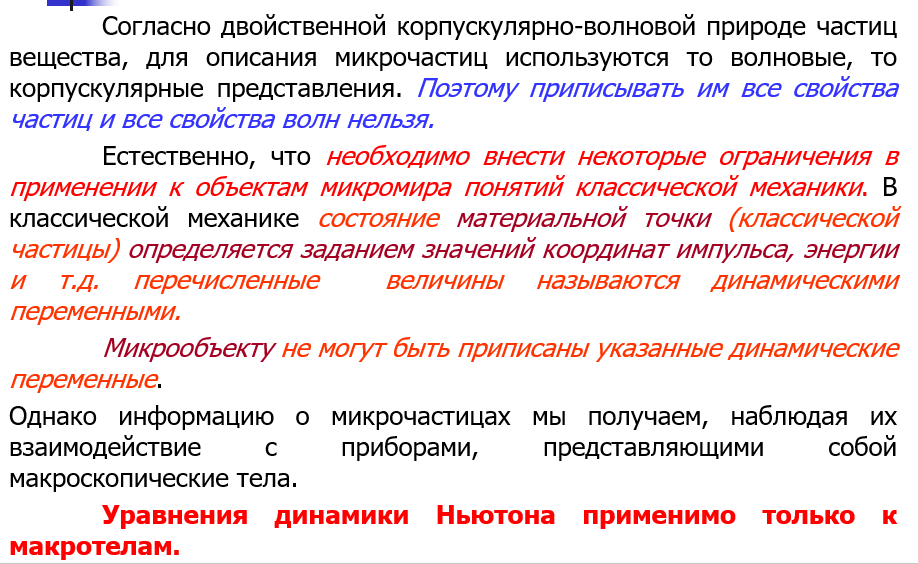 Согласно двойственной корпускулярно-волновой природе частиц
вещества, для описания микрочастиц используются то волновые, то
корпускулярные представления. Поэтому приписывать им все свойства
частиц и все свойства волн нельзя.
Естественно, что необходимо внести некоторые ограничения в
применении к объектам микромира понятий классической механики. В
классической механике состояние материальной точки (классической
частицы) определяется заданием значений координат импульса, энергии
и т.д. перечисленные величины называются динамическими
переменными.
Микрообъекту не могут быть приписаны указанные динамические
переменные.
Однако информацию о микрочастицах мы получаем, наблюдая их
взаимодействие с приборами, представляющими собой
макроскопические тела.
Уравнения динамики Ньютона применимо только к
макротелам.